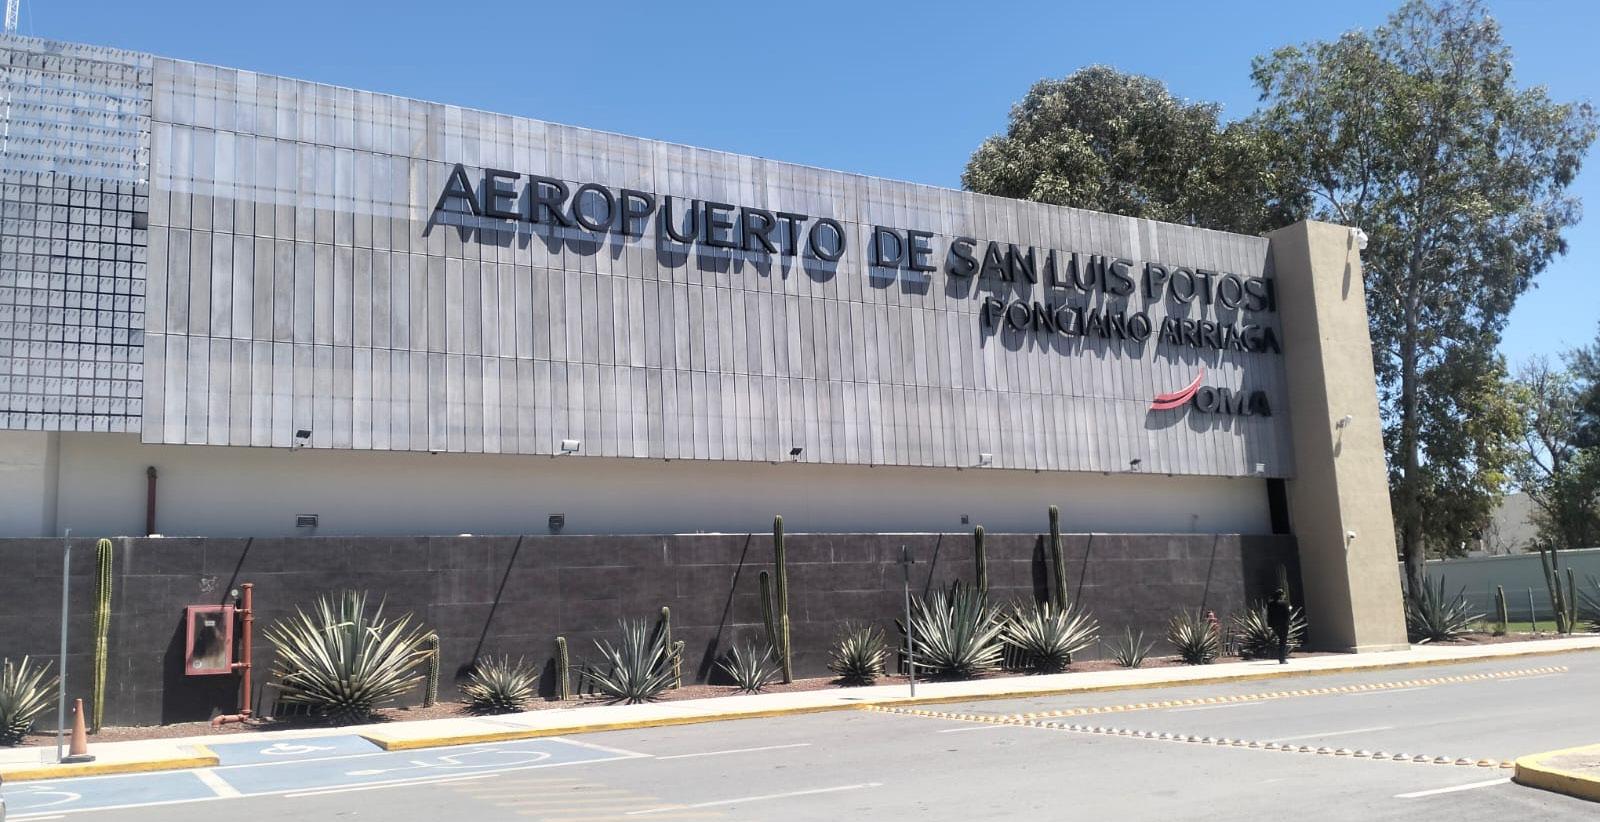 AEROPUERTO DE SAN LUIS POTOSI
PONCIANO ARRIAGA
OMA